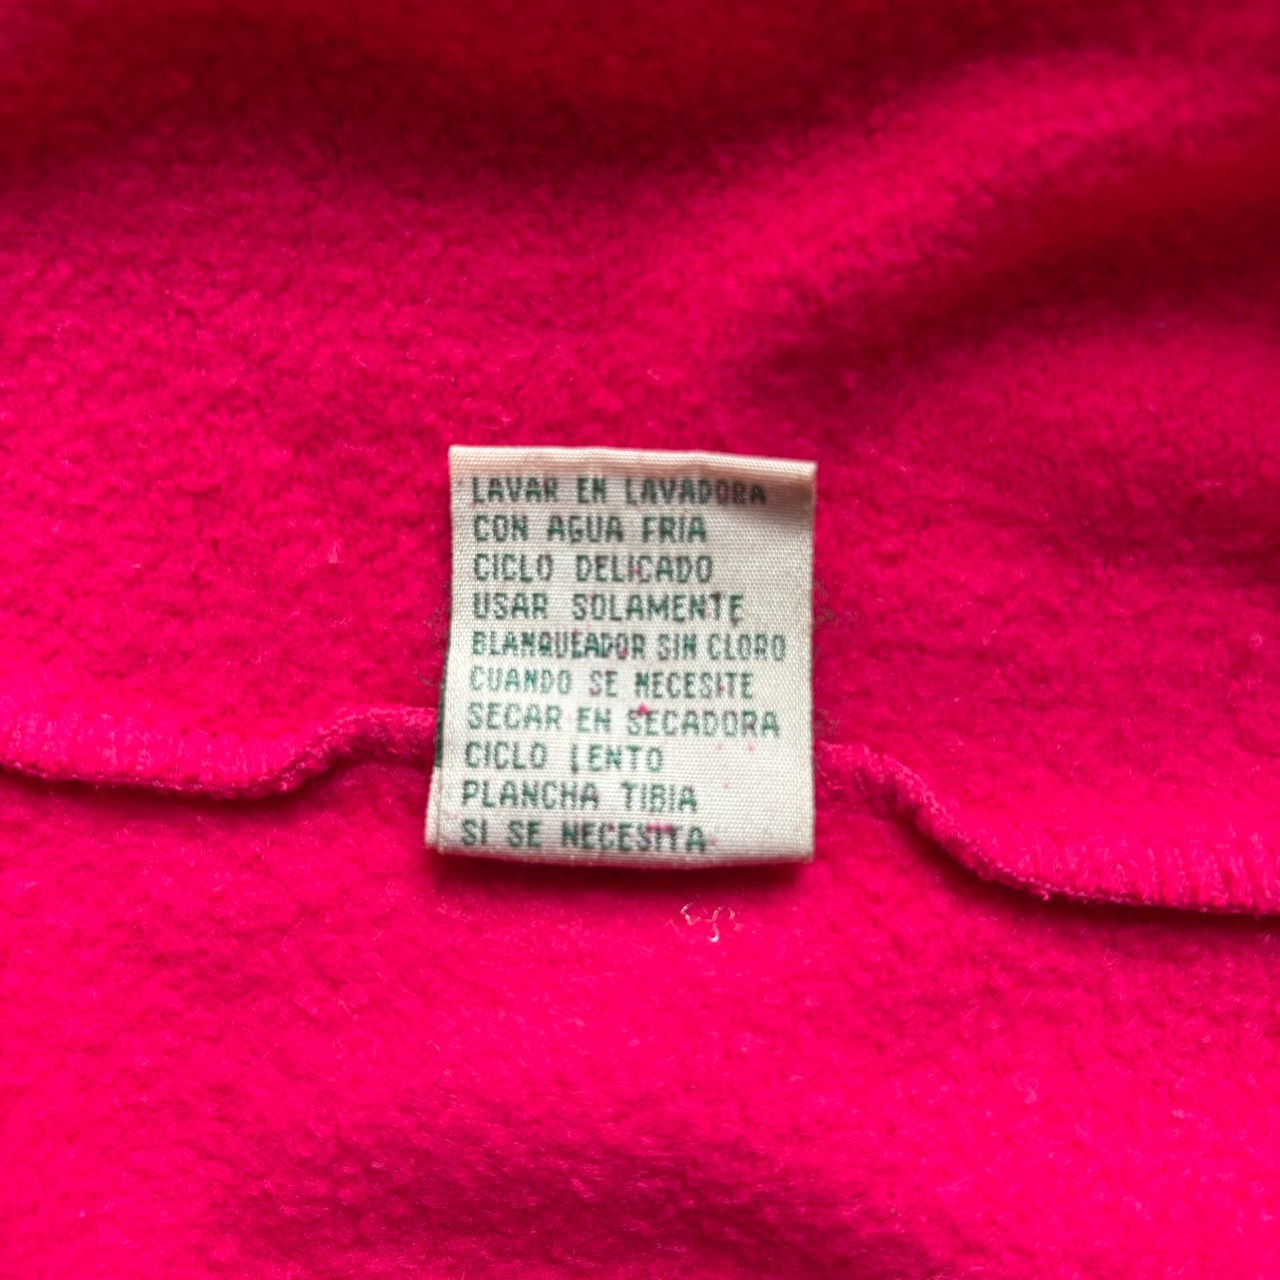 LAVAR EN LAVADORA
CON AGUA FRIA
CICLO DELICADO
USAR SOLAMENTE
BLANQUEADOR SIN CLORO
CUANDO SE NECESITE
SECAR EN SECADORA
CICLO LENTO
PLANCHA TIBIA
SI SE NECESITA